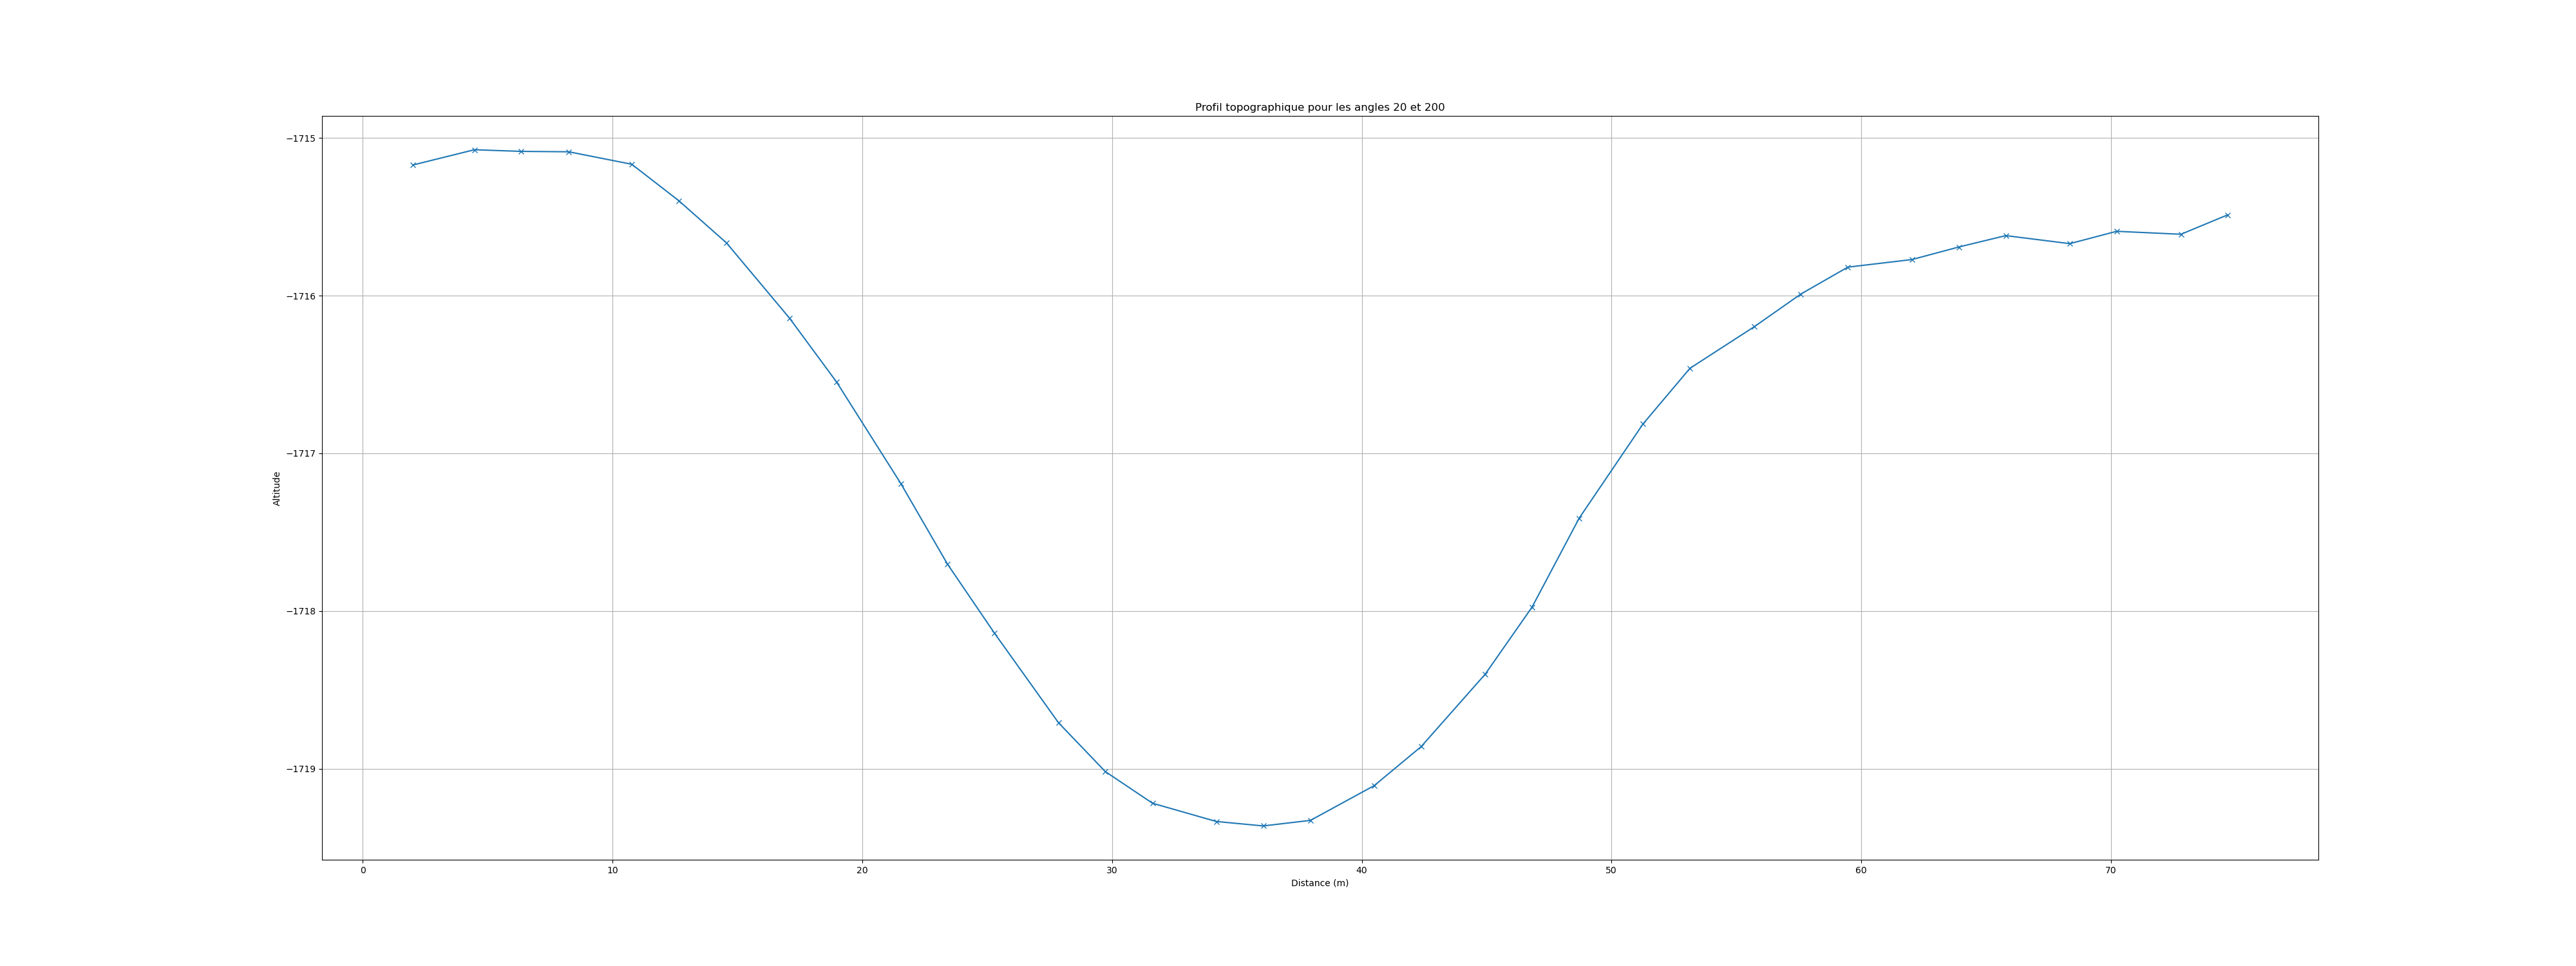 Profil topographique pour les angles 20 et 200
−1715
−1716
−1717
−1718
−1719
Altitude
0 10 20 30 40 50 60 70
Distance (m)